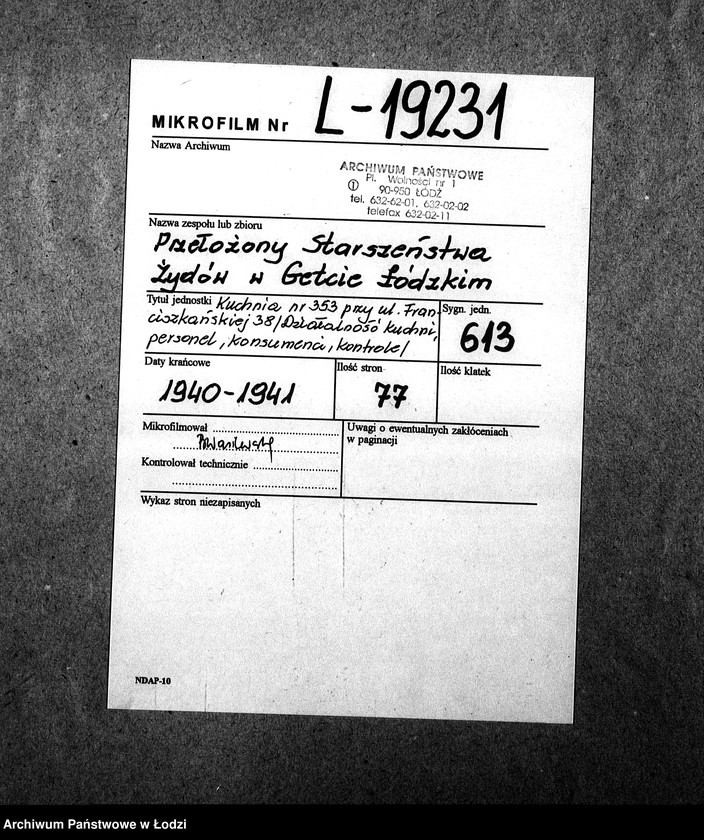 MIKROFILM Nr L-19231
Nazwa Archiwum
ARCHIWUM PAŃSTWOWE
Pl. Wolności nr 1
① 90-950 ŁÓDŹ
tel. 632-62-01, 632-02-02
telefax 632-02-11
Nazwa zespołu lub zbioru
Przełożony Starszeństwa
Żydów w Getcie Łódzkim
Tytuł jednostki Kuchnia nr 353 przy ul. Fran-
ciszkańskiej 38/Działalność kuchni,
personel, konsumenci, kontrole/
Sygn. jedn.
613
Daty krańcowe
1940-1941
Ilość stron
77
Ilość klatek
Mikrofilmował
Kontrolował technicznie
Uwagi o ewentualnych zakłóceniach
w paginacji
Wykaz stron niezapisanych
NDAP-10
Archiwum Państwowe w Łodzi